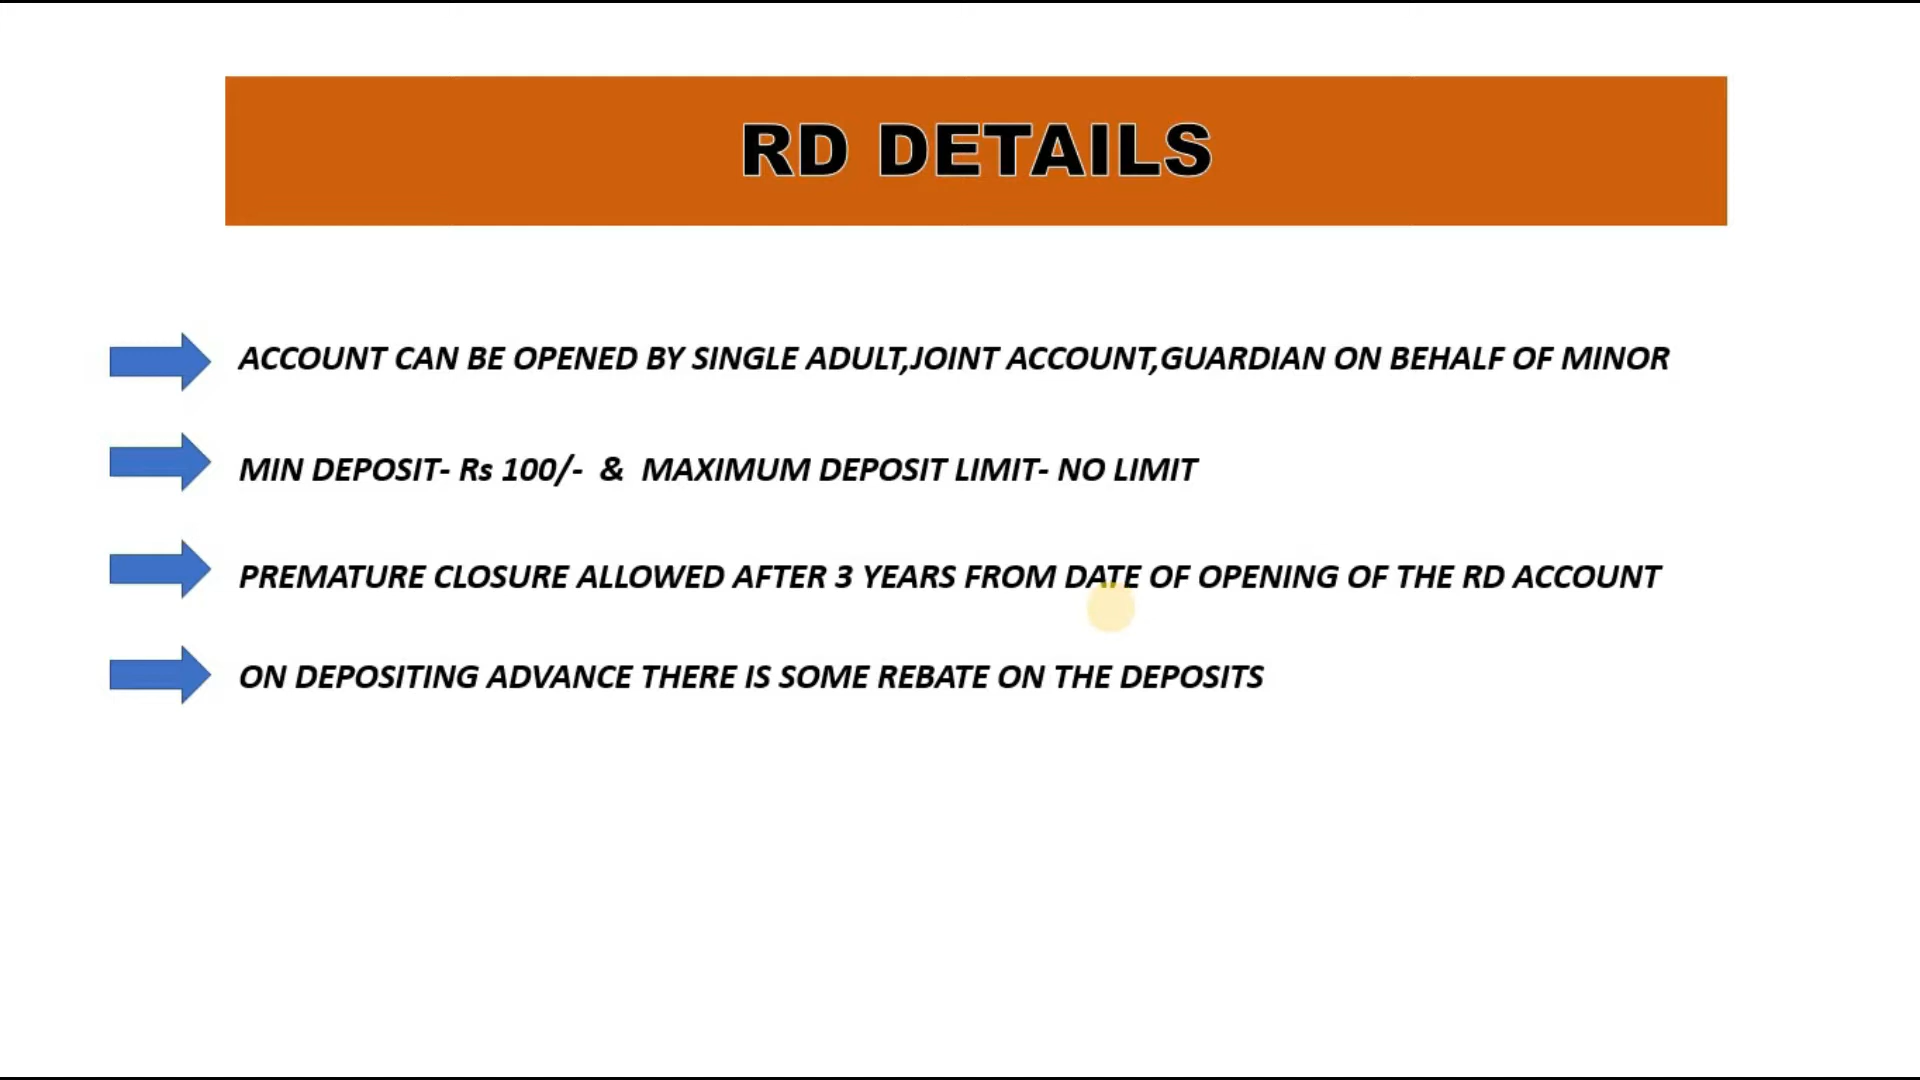 RD DETAILS
ACCOUNT CAN BE OPENED BY SINGLE ADULT,JOINT ACCOUNT,GUARDIAN ON BEHALF OF MINOR
MIN DEPOSIT- Rs 100/- & MAXIMUM DEPOSIT LIMIT- NO LIMIT
PREMATURE CLOSURE ALLOWED AFTER 3 YEARS FROM DATE OF OPENING OF THE RD ACCOUNT
ON DEPOSITING ADVANCE THERE IS SOME REBATE ON THE DEPOSITS